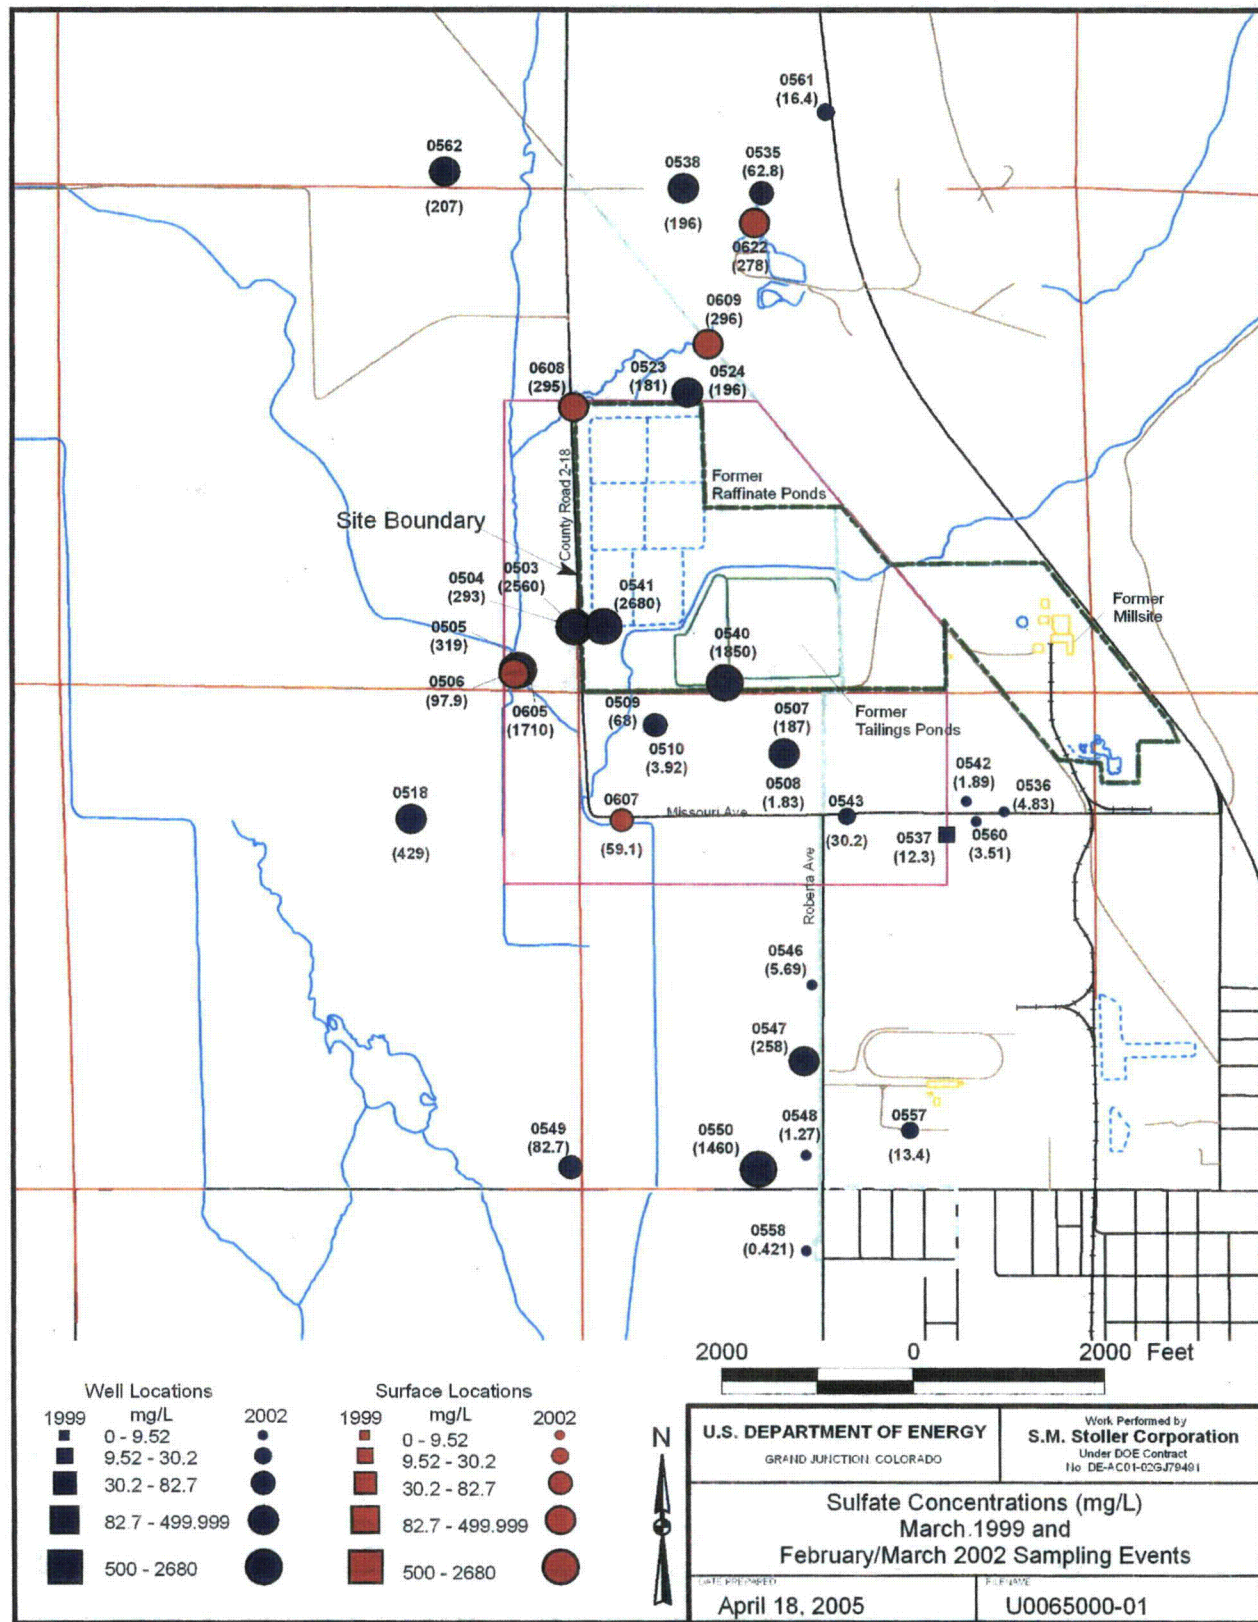 0561
(16.4)
0562
(207)
0538
(196)
0535
(62.8)
0622
(278)
0609
(296)
0608
(295)
0523
(181)
0524
(196)
County Road 2-18
Former
Raffinate Ponds
Site Boundary
0503
(2560)
0504
(293)
0541
(2680)
0505
(319)
0540
(1850)
Former
Millsite
0506
(97.9)
0605
(1710)
0509
(68)
0507
(187)
Former
Tailings Ponds
0510
(3.92)
0508
(1.83)
0542
(1.89)
0536
(4.83)
0518
(429)
0607
(59.1)
Missouri Ave
0543
(30.2)
0537
(12.3)
0560
(3.51)
Roberta Ave
0546
(5.69)
0547
(258)
0549
(82.7)
0550
(1460)
0548
(1.27)
0557
(13.4)
0558
(0.421)
2000 0 2000 Feet
Well Locations
1999 mg/L 2002
0 - 9.52
9.52 - 30.2
30.2 - 82.7
82.7 - 499.999
500 - 2680
Surface Locations
1999 mg/L 2002
0 - 9.52
9.52 - 30.2
30.2 - 82.7
82.7 - 499.999
500 - 2680
N
U.S. DEPARTMENT OF ENERGY
GRAND JUNCTION, COLORADO
Work Performed by
S.M. Stoller Corporation
Under DOE Contract
No. DE-AC01-02GJ79491
Sulfate Concentrations (mg/L)
March 1999 and
February/March 2002 Sampling Events
DATE PREPARED
April 18, 2005
FILENAME
U0065000-01